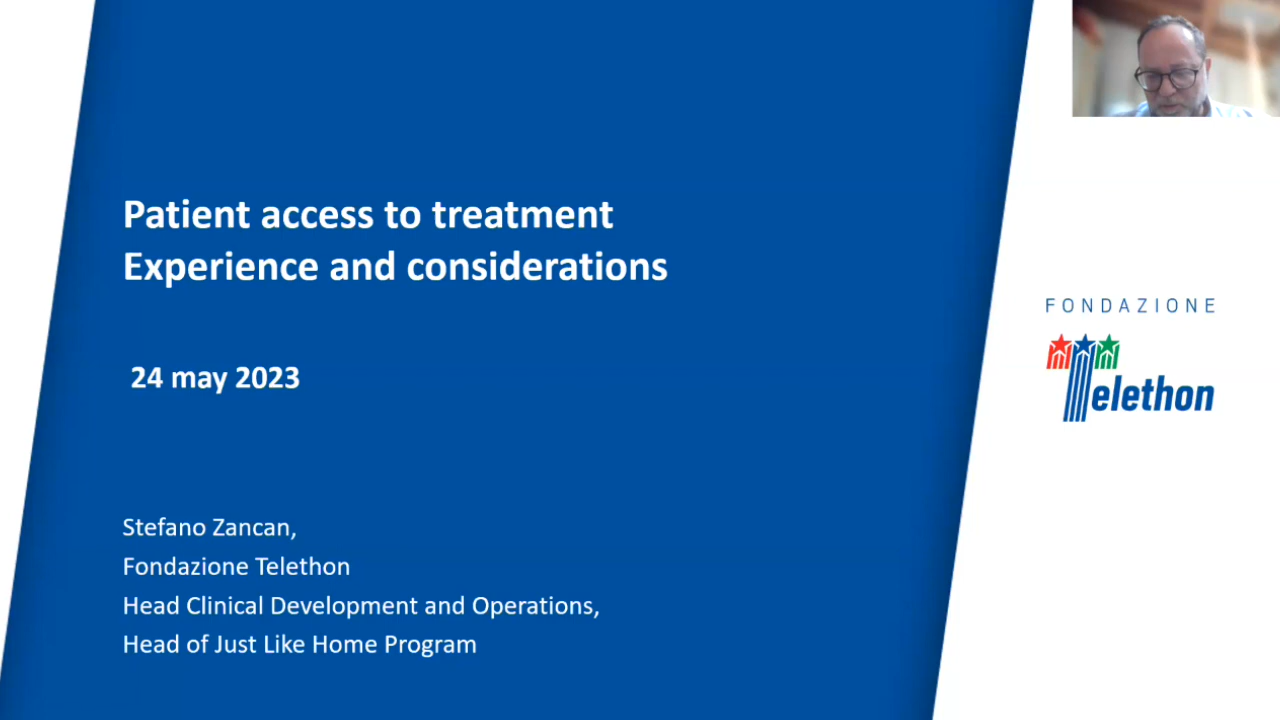 Patient access to treatment
Experience and considerations
24 may 2023
Stefano Zancan,
Fondazione Telethon
Head Clinical Development and Operations,
Head of Just Like Home Program
FONDAZIONE
Telethon